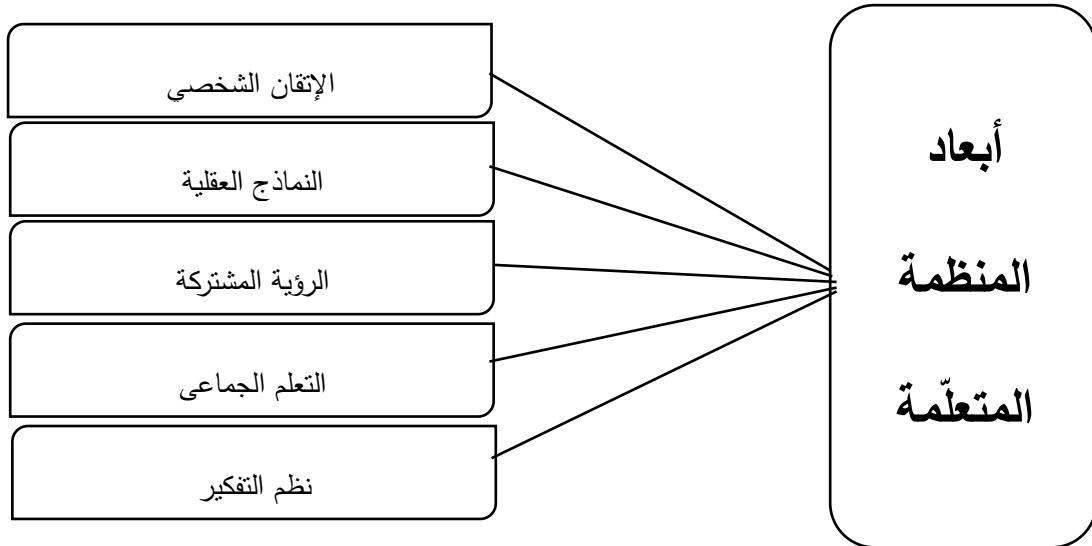 أبعاد
المنظمة
المتعلّمة
الإتقان الشخصي
النماذج العقلية
الرؤية المشتركة
التعلم الجماعى
نظم التفكير